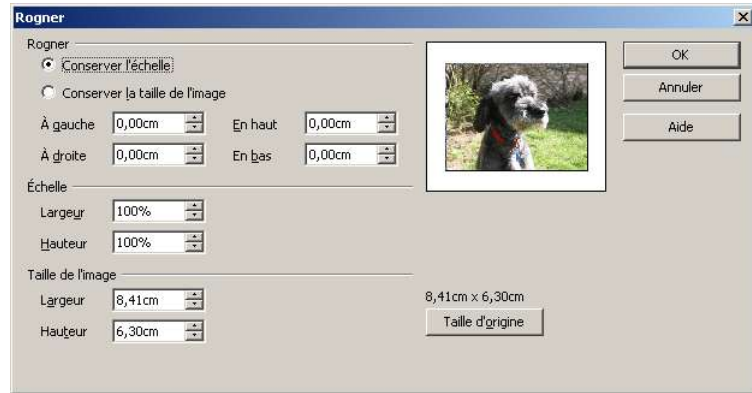 Rogner
Rogner
Conserver l'échelle
Conserver la taille de l'image
À gauche 0,00cm En haut 0,00cm
À droite 0,00cm En bas 0,00cm
Échelle
Largeur 100%
Hauteur 100%
Taille de l'image
Largeur 8,41cm
Hauteur 6,30cm
8,41cm x 6,30cm
Taille d'origine
OK
Annuler
Aide